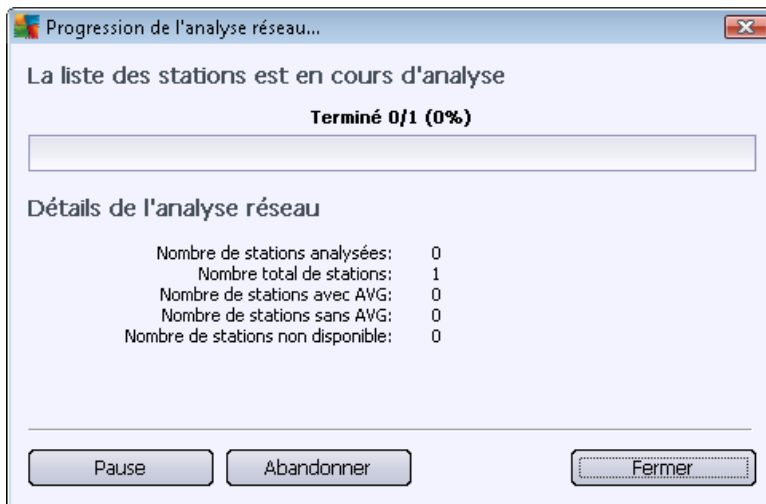 Progression de l'analyse réseau...
La liste des stations est en cours d'analyse
Terminé 0/1 (0%)
Détails de l'analyse réseau
Nombre de stations analysées: 0
Nombre total de stations: 1
Nombre de stations avec AVG: 0
Nombre de stations sans AVG: 0
Nombre de stations non disponible: 0
Pause Abandonner Fermer